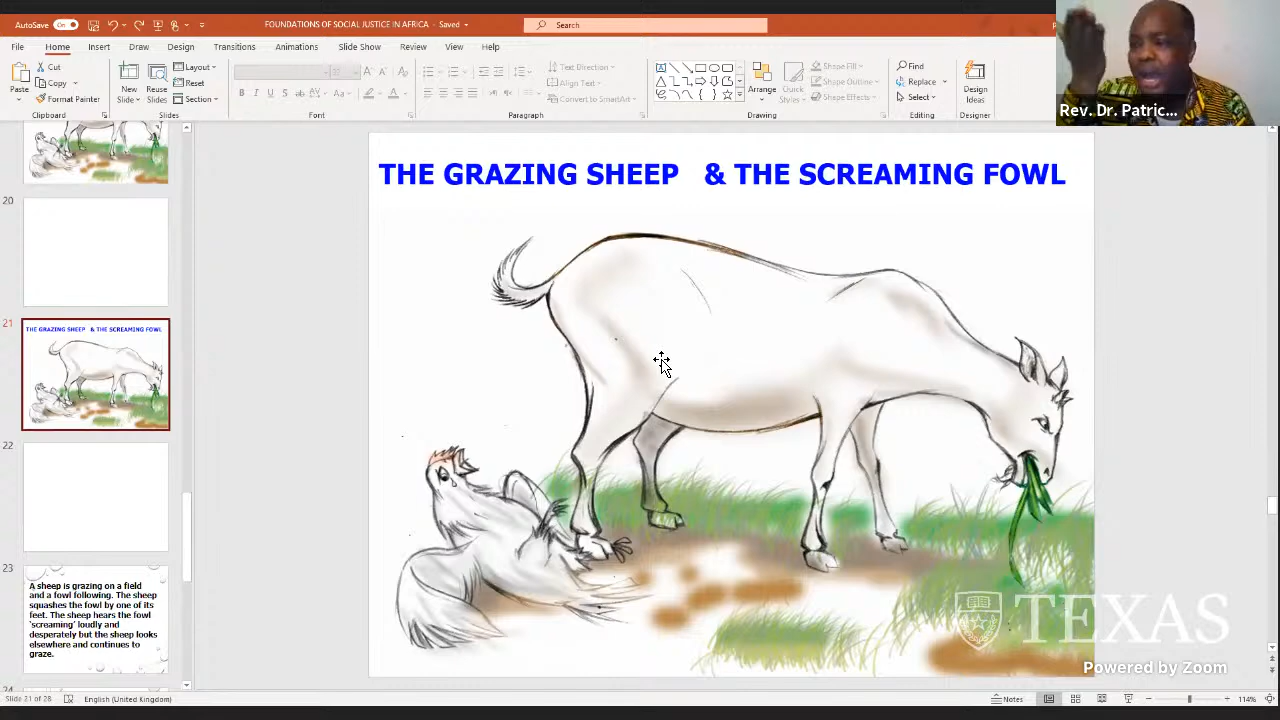 AutoSave On
FOUNDATIONS OF SOCIAL JUSTICE IN AFRICA - Saved
Search
File Home Insert Draw Design Transitions Animations Slide Show Review View Help
Paste
Cut
Copy
Format Painter
Clipboard
New Slide
Reuse Slides
Layout
Reset
Section
Slides
B I U S ab
Font
Text Direction
Align Text
Convert to SmartArt
Paragraph
Arrange
Quick Styles
Shape Fill
Shape Outline
Shape Effects
Drawing
Find
Replace
Select
Editing
Design Ideas
Designer
Rev. Dr. Patric...
20
21
THE GRAZING SHEEP & THE SCREAMING FOWL
22
23
A sheep is grazing on a field
and a fowl following. The sheep
squashes the fowl by one of its
feet. The sheep hears the fowl
'screaming' loudly and
desperately but the sheep looks
elsewhere and continues to
graze.
THE GRAZING SHEEP & THE SCREAMING FOWL
TEXAS
Powered by Zoom
Slide 21 of 28
English (United Kingdom)
Notes
114%